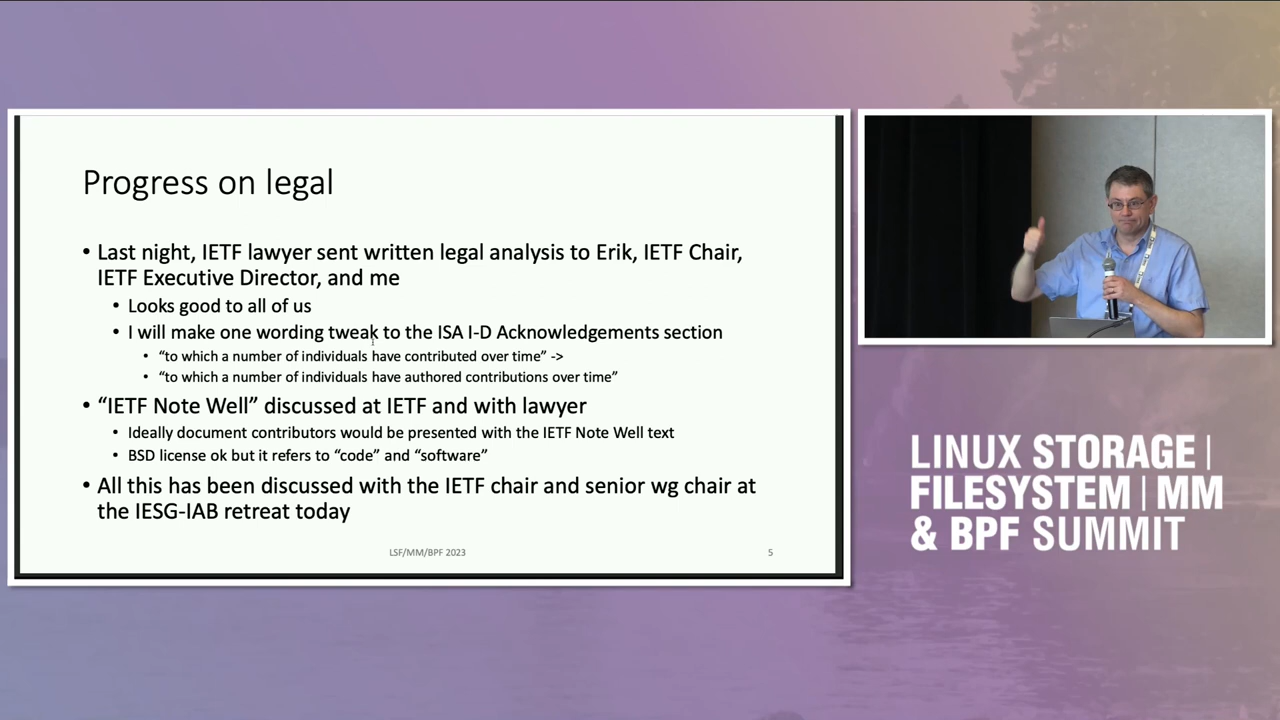 Progress on legal
• Last night, IETF lawyer sent written legal analysis to Erik, IETF Chair,
IETF Executive Director, and me
• Looks good to all of us
• I will make one wording tweak to the ISA I-D Acknowledgements section
• “to which a number of individuals have contributed over time” ->
• “to which a number of individuals have authored contributions over time”
• “IETF Note Well” discussed at IETF and with lawyer
• Ideally document contributors would be presented with the IETF Note Well text
• BSD license ok but it refers to “code” and “software”
• All this has been discussed with the IETF chair and senior wg chair at
the IESG-IAB retreat today
LSF/MM/BPF 2023
5
LINUX STORAGE |
FILESYSTEM | MM
& BPF SUMMIT